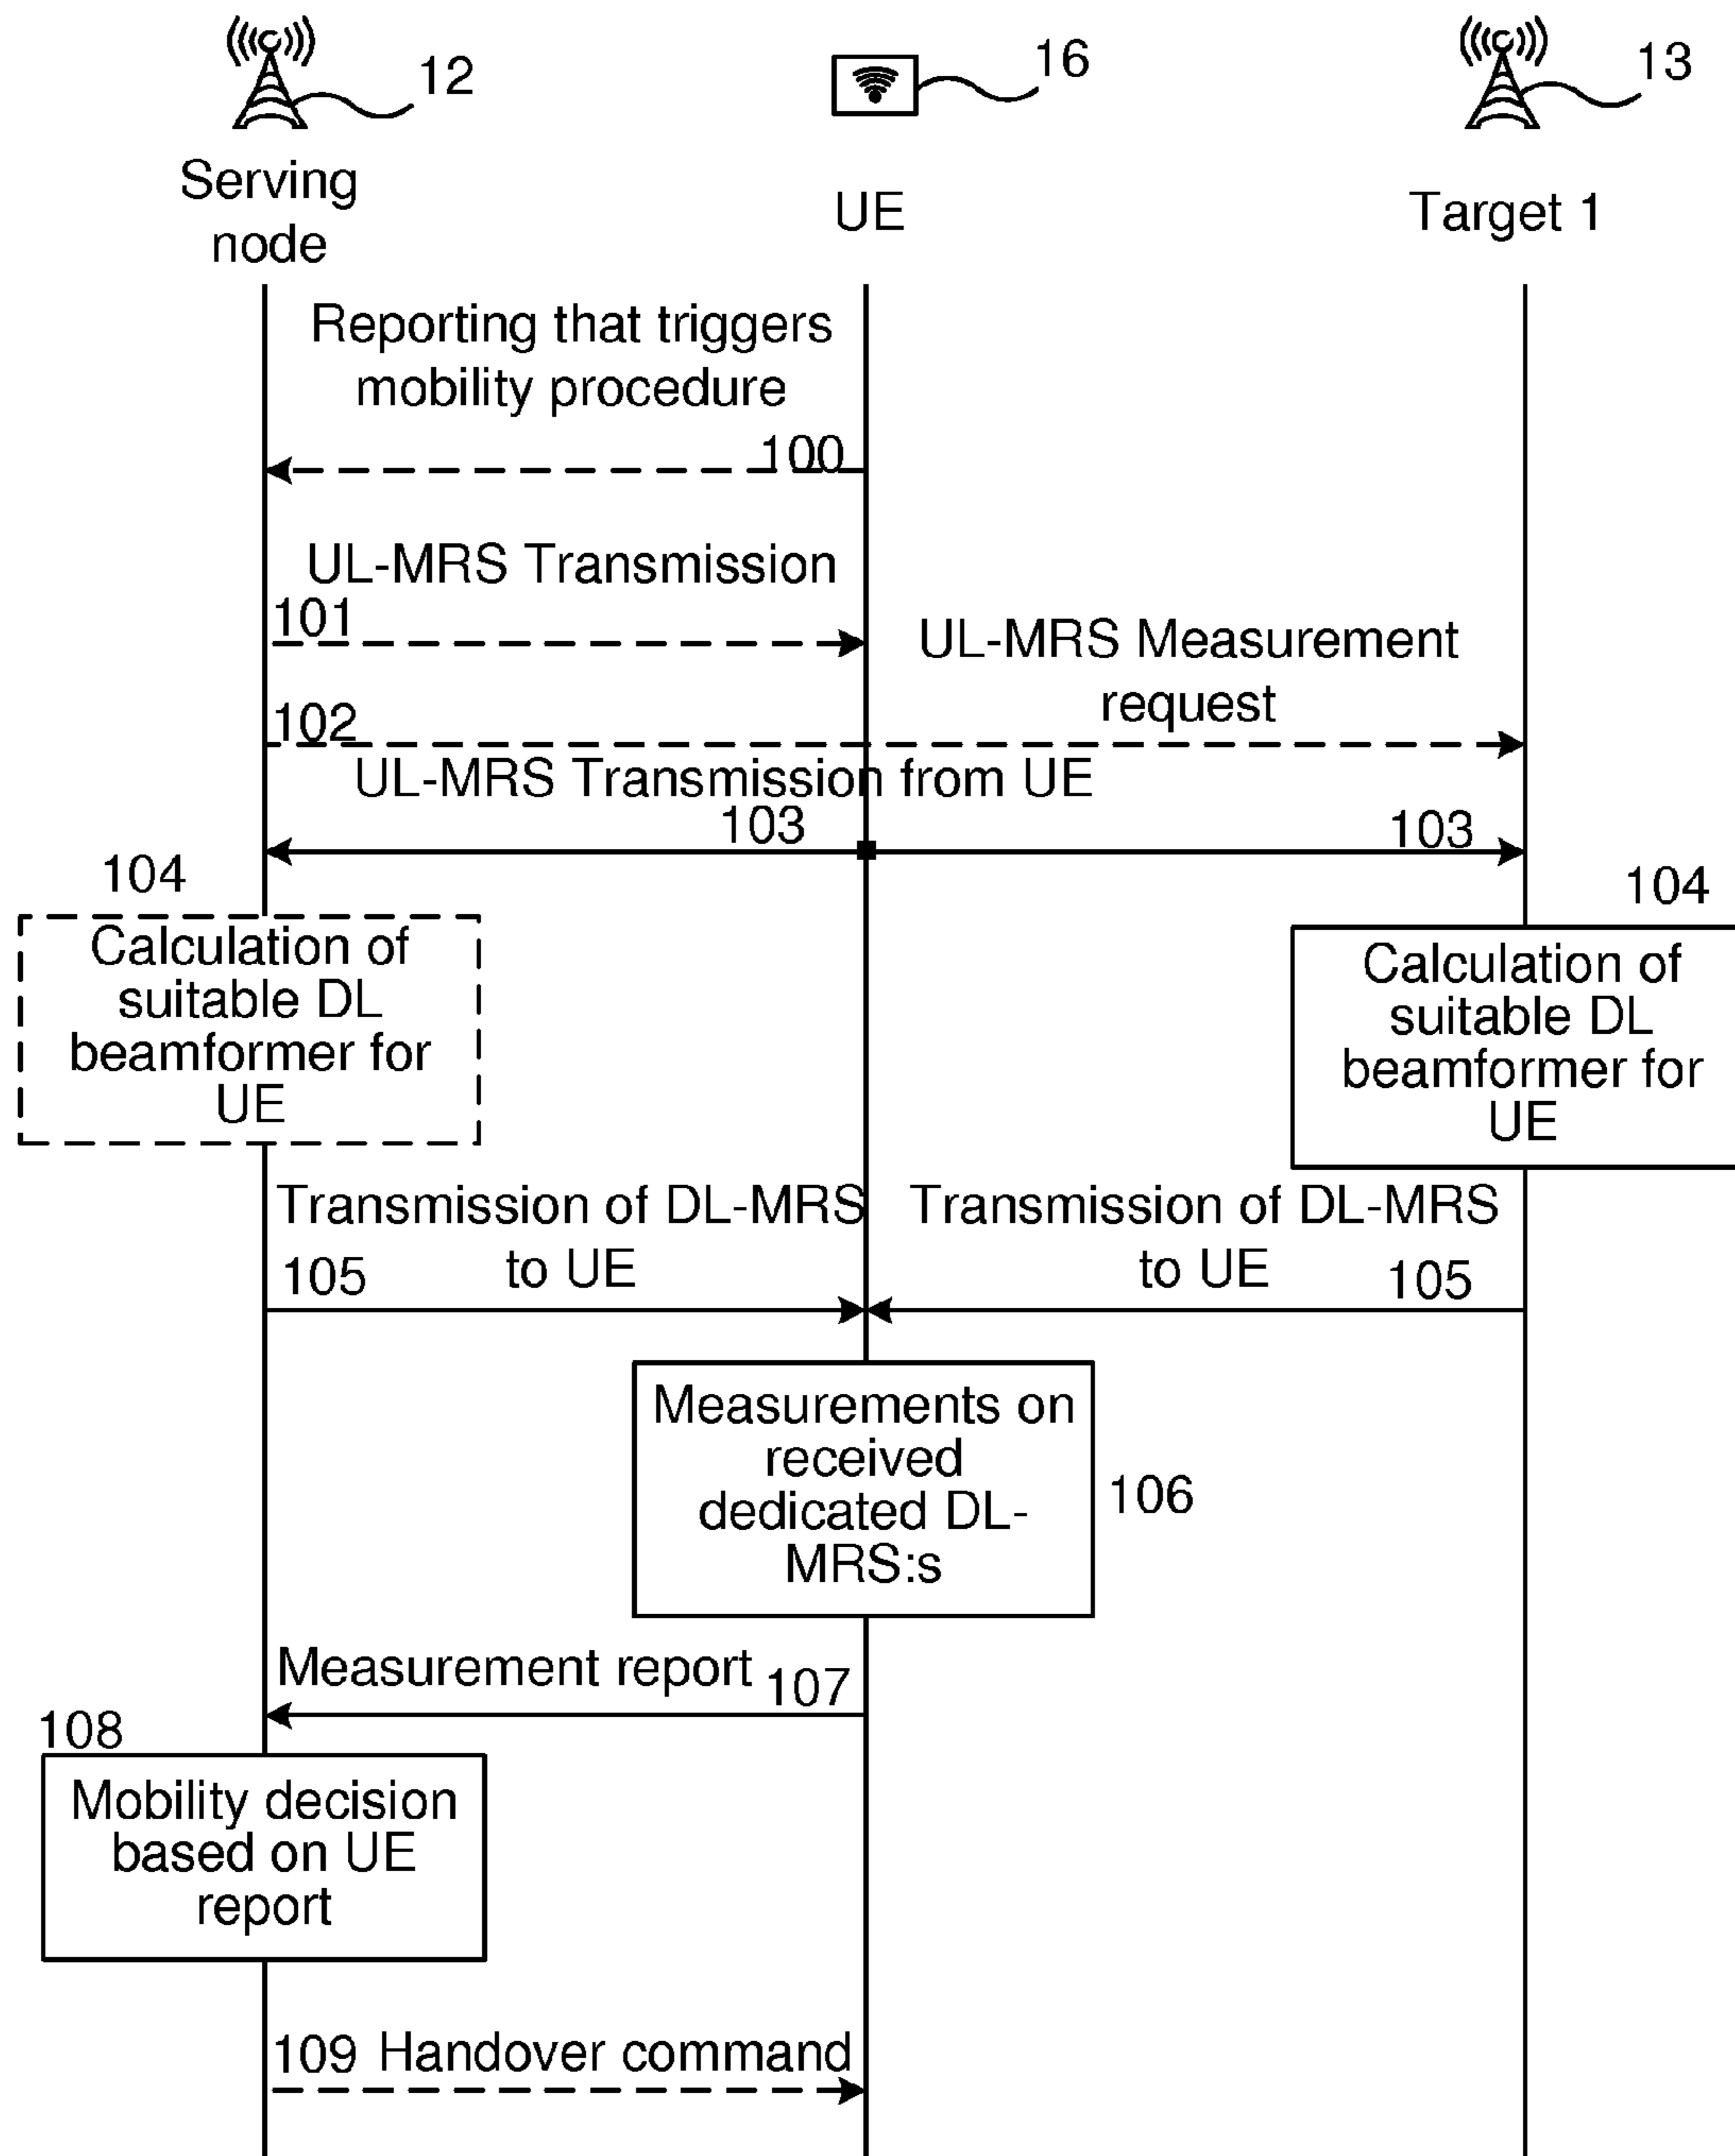 12
16
13
Serving
node
UE
Target 1
Reporting that triggers
mobility procedure
100
UL-MRS Transmission
101
UL-MRS Measurement
request
102
UL-MRS Transmission from UE
103
103
104
104
Calculation of
suitable DL
beamformer for
UE
Calculation of
suitable DL
beamformer for
UE
Transmission of DL-MRS
to UE
105
Transmission of DL-MRS
to UE
105
Measurements on
received
dedicated DL-
MRS:s
106
Measurement report
107
108
Mobility decision
based on UE
report
109 Handover command